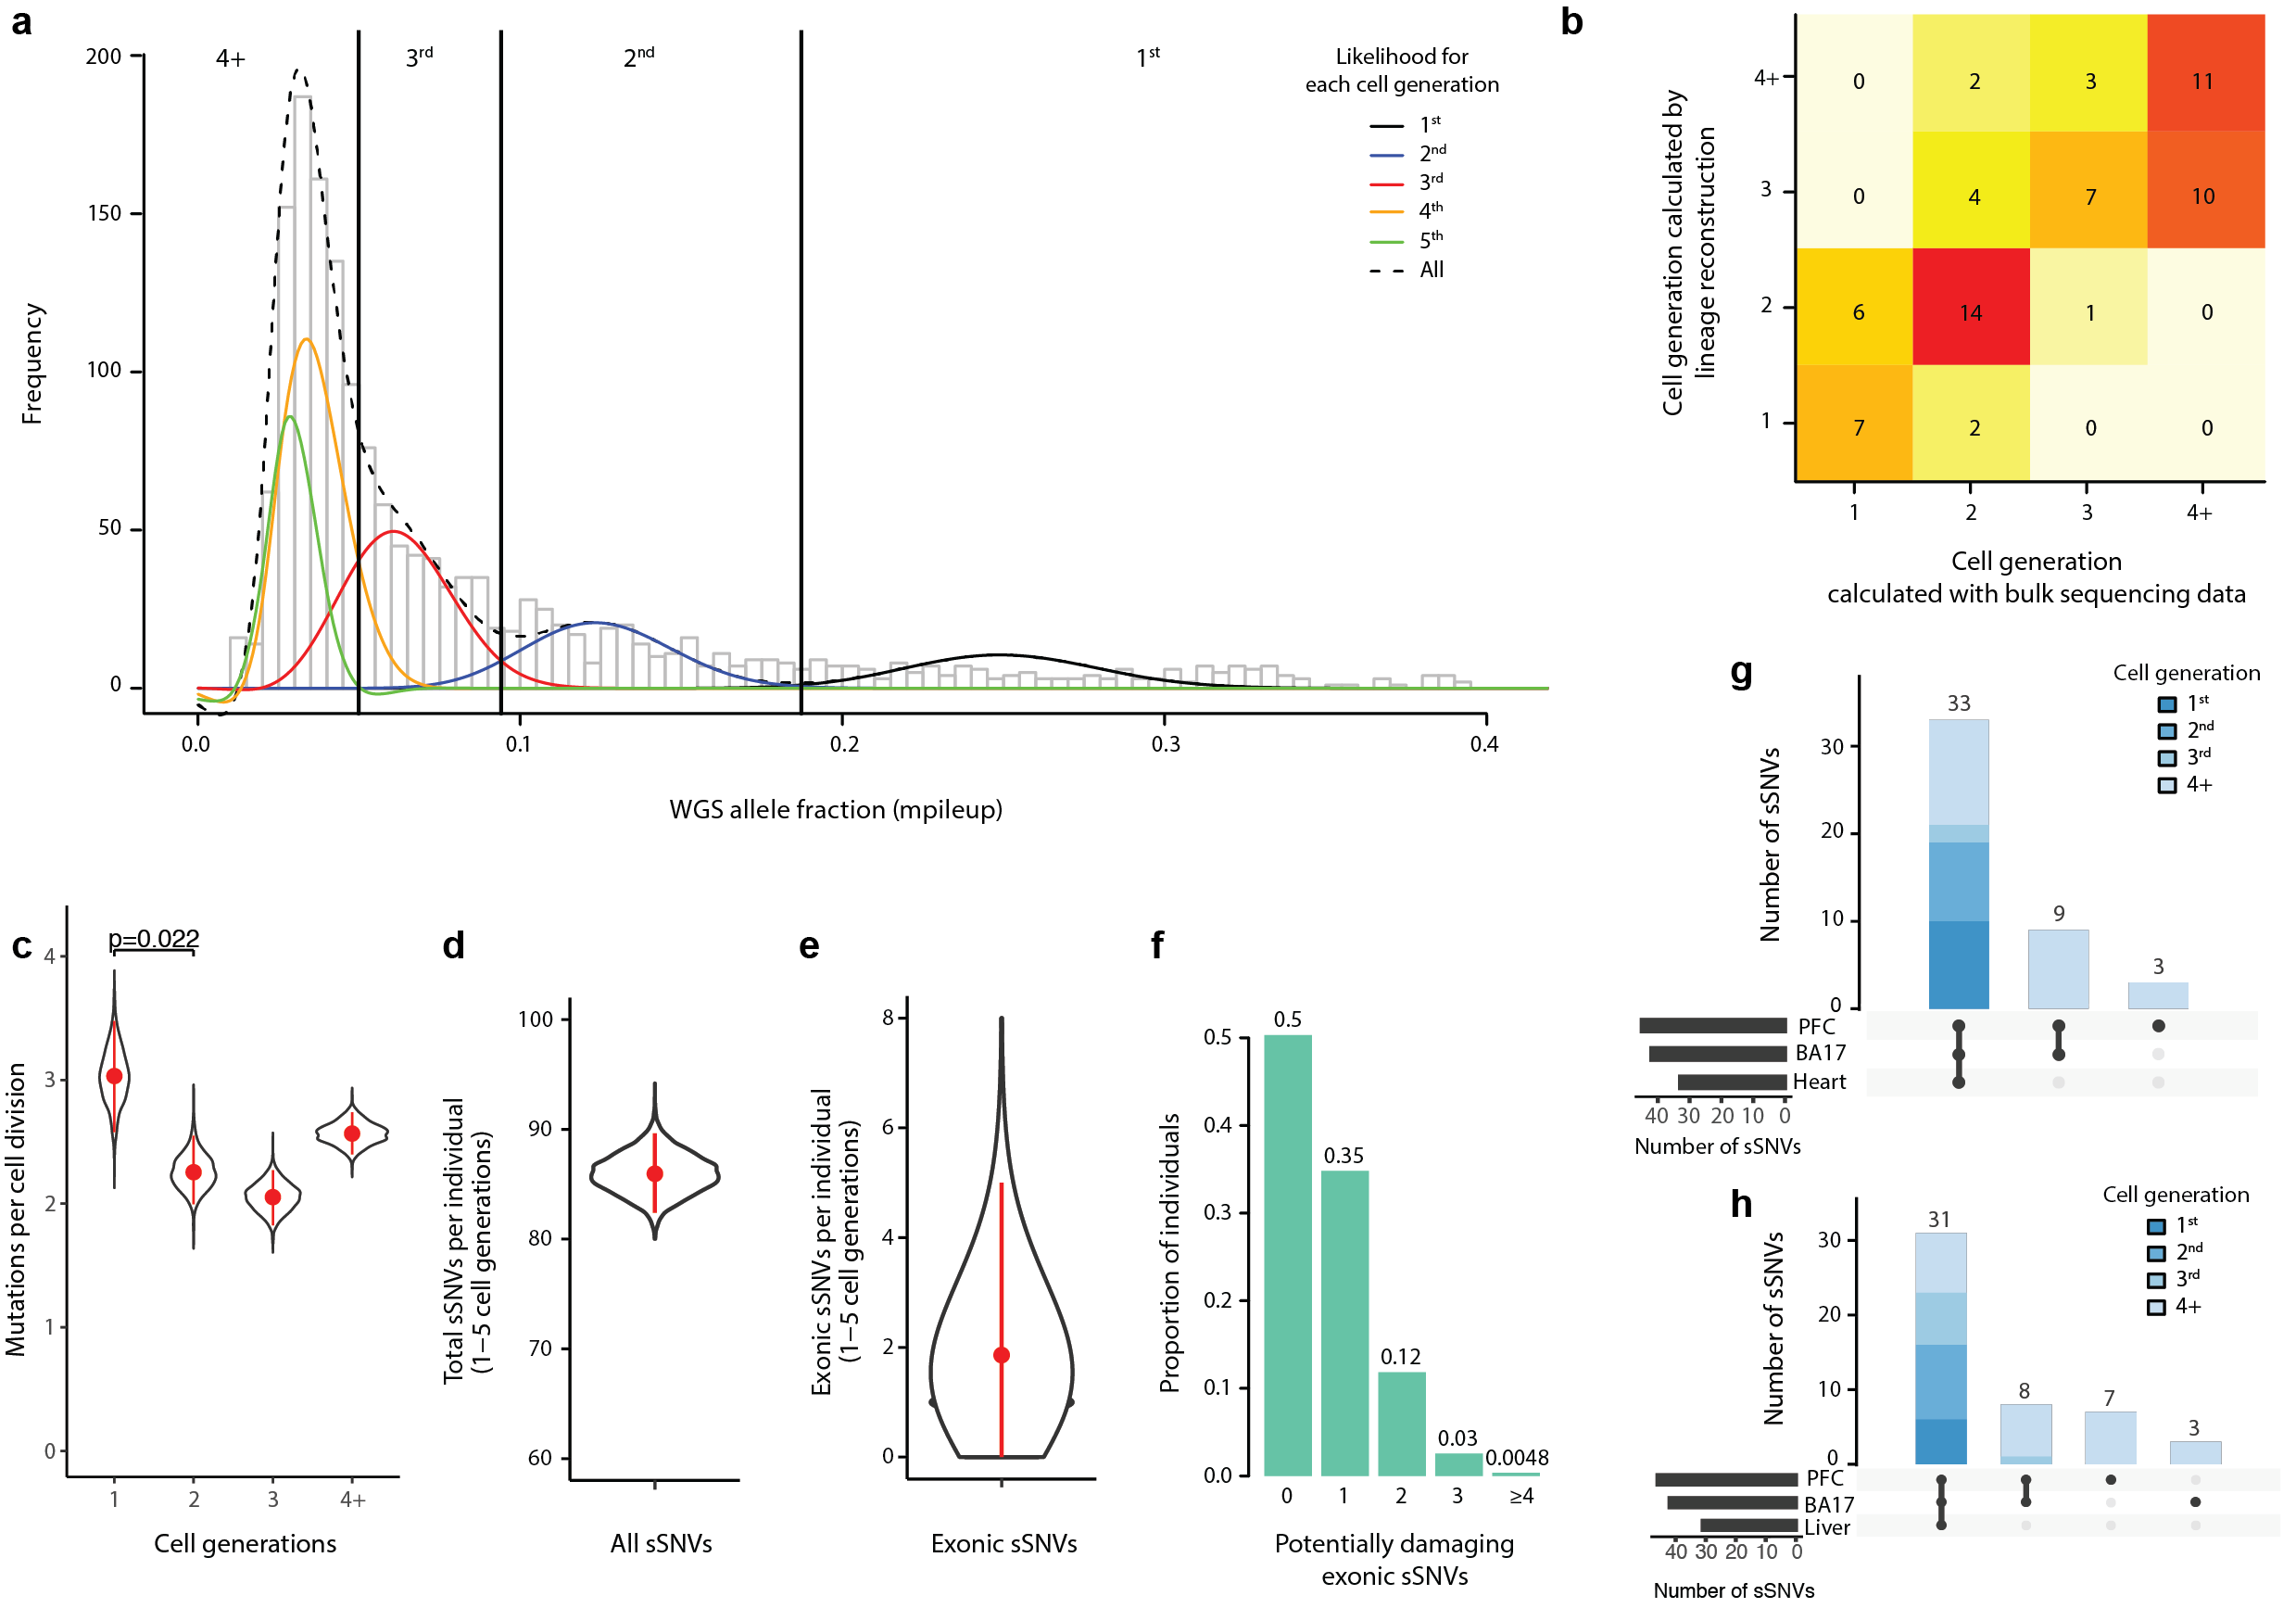 a
200
150
100
50
0
Frequency
4+
3rd
2nd
1st
Likelihood for
each cell generation
1st
2nd
3rd
4th
5th
All
0.0
0.1
0.2
0.3
0.4
WGS allele fraction (mpileup)
b
Cell generation calculated by
lineage reconstruction
4+
3
2
1
0 2 3 11
0 4 7 10
6 14 1 0
7 2 0 0
1 2 3 4+
Cell generation
calculated with bulk sequencing data
c
p=0.022
Mutations per cell division
4
3
2
1
0
1 2 3 4+
Cell generations
d
Total sSNVs per individual
(1–5 cell generations)
100
90
80
70
60
All sSNVs
e
Exonic sSNVs per individual
(1–5 cell generations)
8
6
4
2
0
Exonic sSNVs
f
Proportion of individuals
0.5
0.4
0.3
0.2
0.1
0.0
0.5
0.35
0.12
0.03
0.0048
0 1 2 3 ≥4
Potentially damaging
exonic sSNVs
g
Cell generation
1st
2nd
3rd
4+
Number of sSNVs
30
20
10
0
33
9
3
PFC
BA17
Heart
40 30 20 10 0
Number of sSNVs
h
Cell generation
1st
2nd
3rd
4+
Number of sSNVs
30
20
10
0
31
8
7
3
PFC
BA17
Liver
40 30 20 10 0
Number of sSNVs